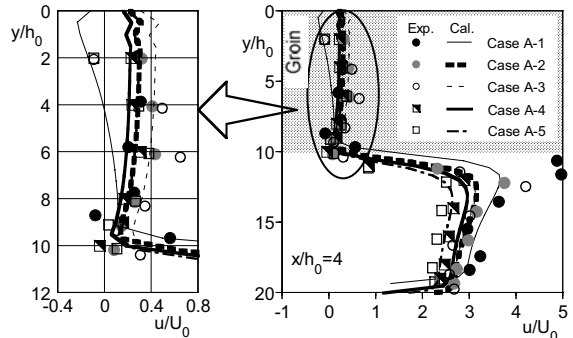 y/h0
0
2
4
6
8
10
12
-0.4
0
0.4
0.8
u/U0
y/h0
0
5
10
15
20
-1
0
1
2
3
4
5
u/U0
Groin
x/h0=4
Exp. Cal.
Case A-1
Case A-2
Case A-3
Case A-4
Case A-5